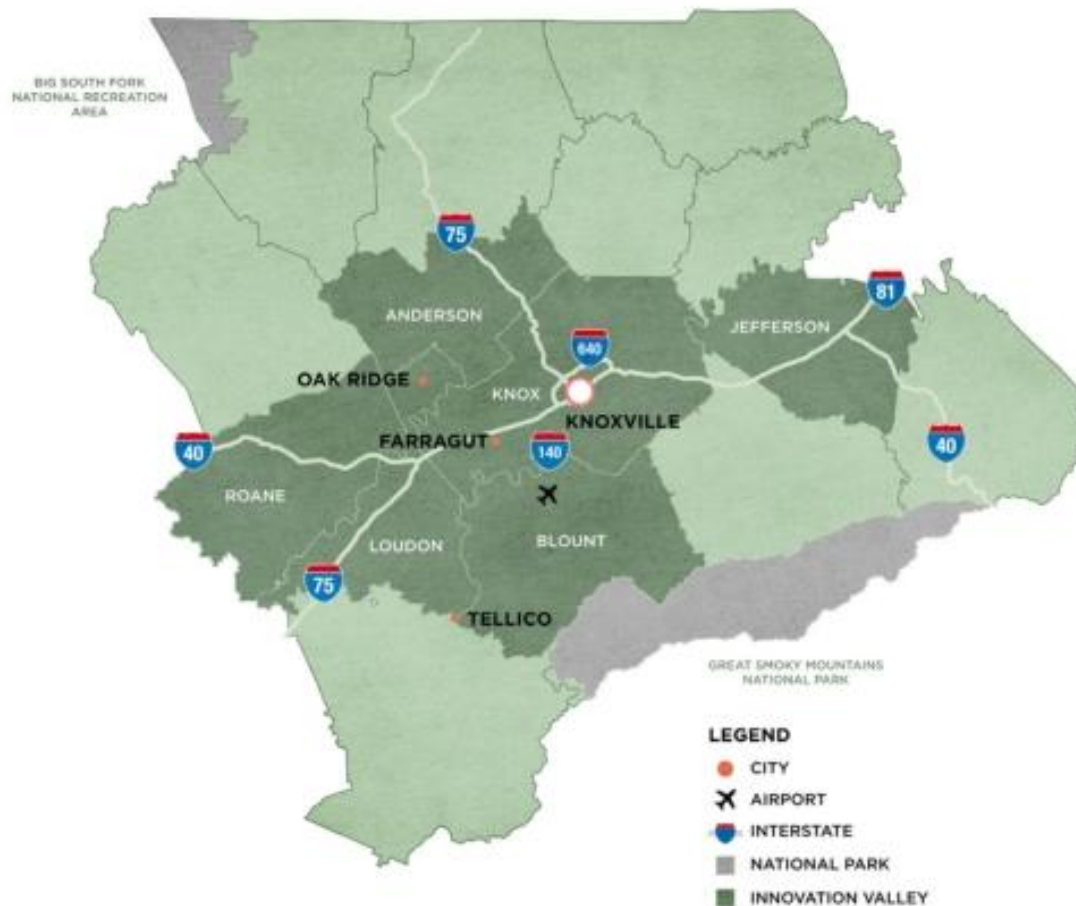 BIG SOUTH FORK
NATIONAL RECREATION
AREA
75
81
ANDERSON
JEFFERSON
640
OAK RIDGE
KNOX
KNOXVILLE
FARRAGUT
40
140
40
ROANE
LOUDON
BLOUNT
75
TELLICO
GREAT SMOKY MOUNTAINS
NATIONAL PARK
LEGEND
CITY
AIRPORT
INTERSTATE
NATIONAL PARK
INNOVATION VALLEY